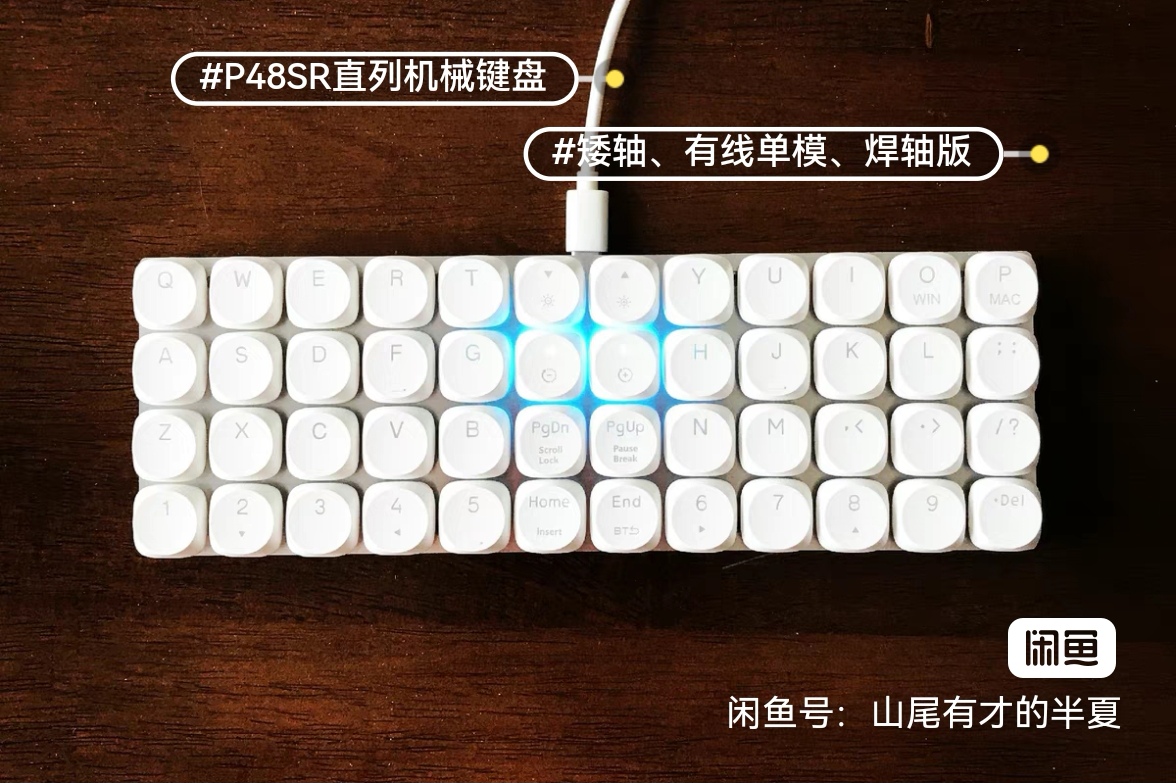 #P48SR直列机械键盘
#矮轴、有线单模、焊轴版
Q W E R T ▼ ▲ Y U I O P
WIN MAC
A S D F G H J K L ; :
Z X C V B PgDn PgUp N M , < . > / ?
Scroll Lock Pause Break
1 2 3 4 5 Home End 6 7 8 9 Del
▼ ◀ Insert BT ▶ ▲
闲鱼
闲鱼号：山尾有才的半夏